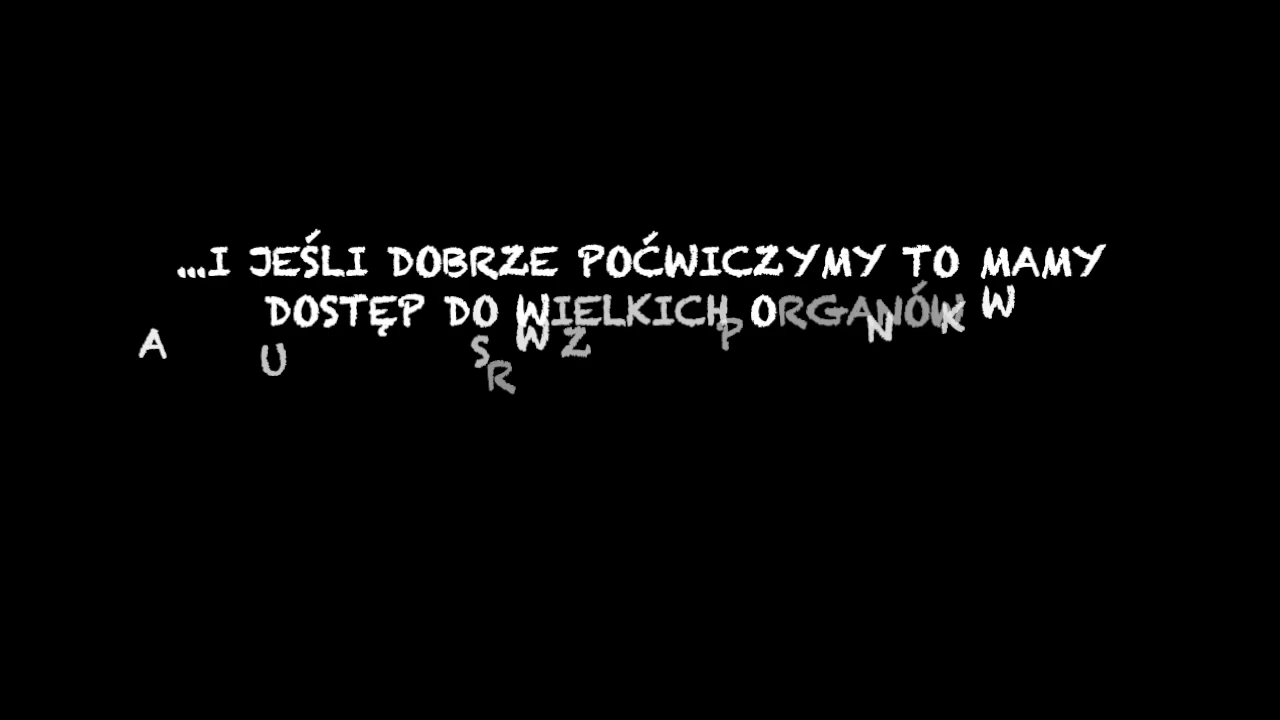 ...I JEŚLI DOBRZE POĆWICZYMY TO MAMY
DOSTĘP DO WIELKICH ORGANÓW W
A U S R W Z P N K